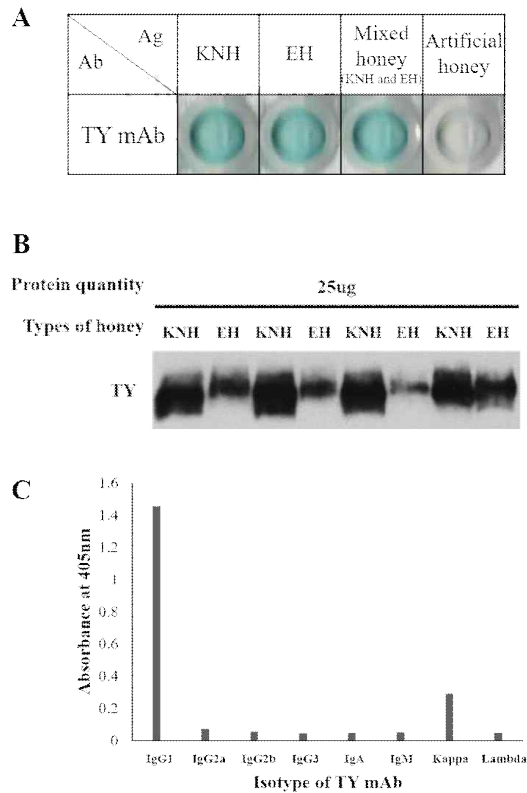 A
Ag
Ab
KNH
EH
Mixed honey
(KNH and EH)
Artificial honey
TY mAb
B
Protein quantity
25ug
Types of honey
KNH EH KNH EH KNH EH KNH EH
TY
C
1.6
1.4
1.2
1
0.8
0.6
0.4
0.2
0
Absorbance at 405nm
IgG1 IgG2a IgG2b IgG3 IgA IgM Kappa Lambda
Isotype of TY mAb